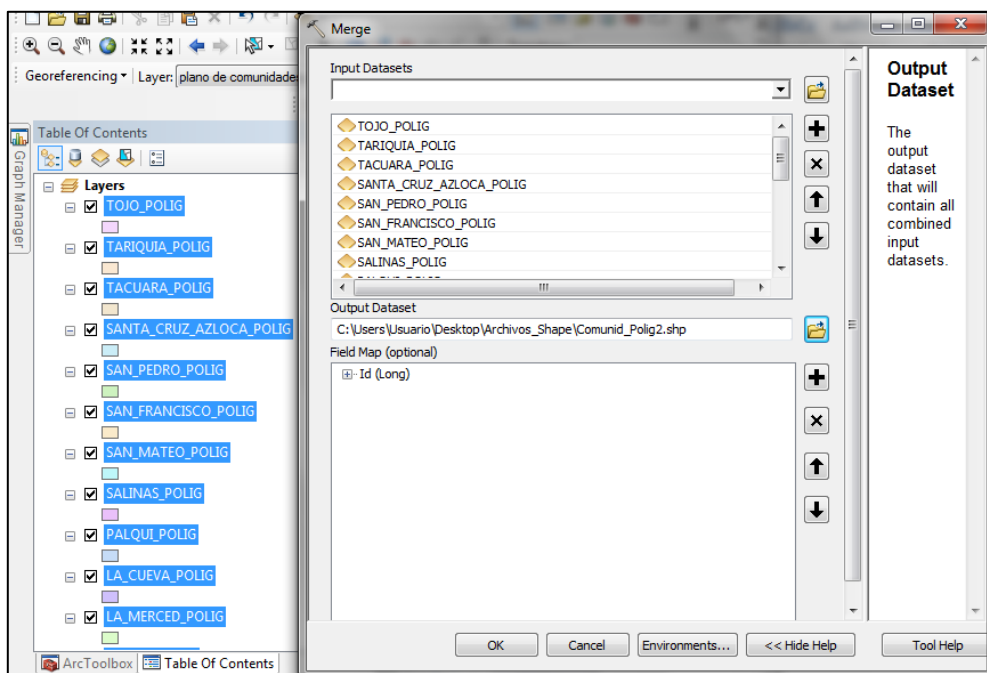 Georeferencing
Layer:
plano de comunidade
Graph Manager
Table Of Contents
Layers
TOJO_POLIG
TARIQUIA_POLIG
TACUARA_POLIG
SANTA_CRUZ_AZLOCA_POLIG
SAN_PEDRO_POLIG
SAN_FRANCISCO_POLIG
SAN_MATEO_POLIG
SALINAS_POLIG
PALQUI_POLIG
LA_CUEVA_POLIG
LA_MERCED_POLIG
ArcToolbox
Table Of Contents
Merge
Input Datasets
TOJO_POLIG
TARIQUIA_POLIG
TACUARA_POLIG
SANTA_CRUZ_AZLOCA_POLIG
SAN_PEDRO_POLIG
SAN_FRANCISCO_POLIG
SAN_MATEO_POLIG
SALINAS_POLIG
Output Dataset
C:\Users\Usuario\Desktop\Archivos_Shape\Comunid_Polig2.shp
Field Map (optional)
Id (Long)
OK
Cancel
Environments...
<< Hide Help
Tool Help
Output
Dataset
The
output
dataset
that will
contain all
combined
input
datasets.